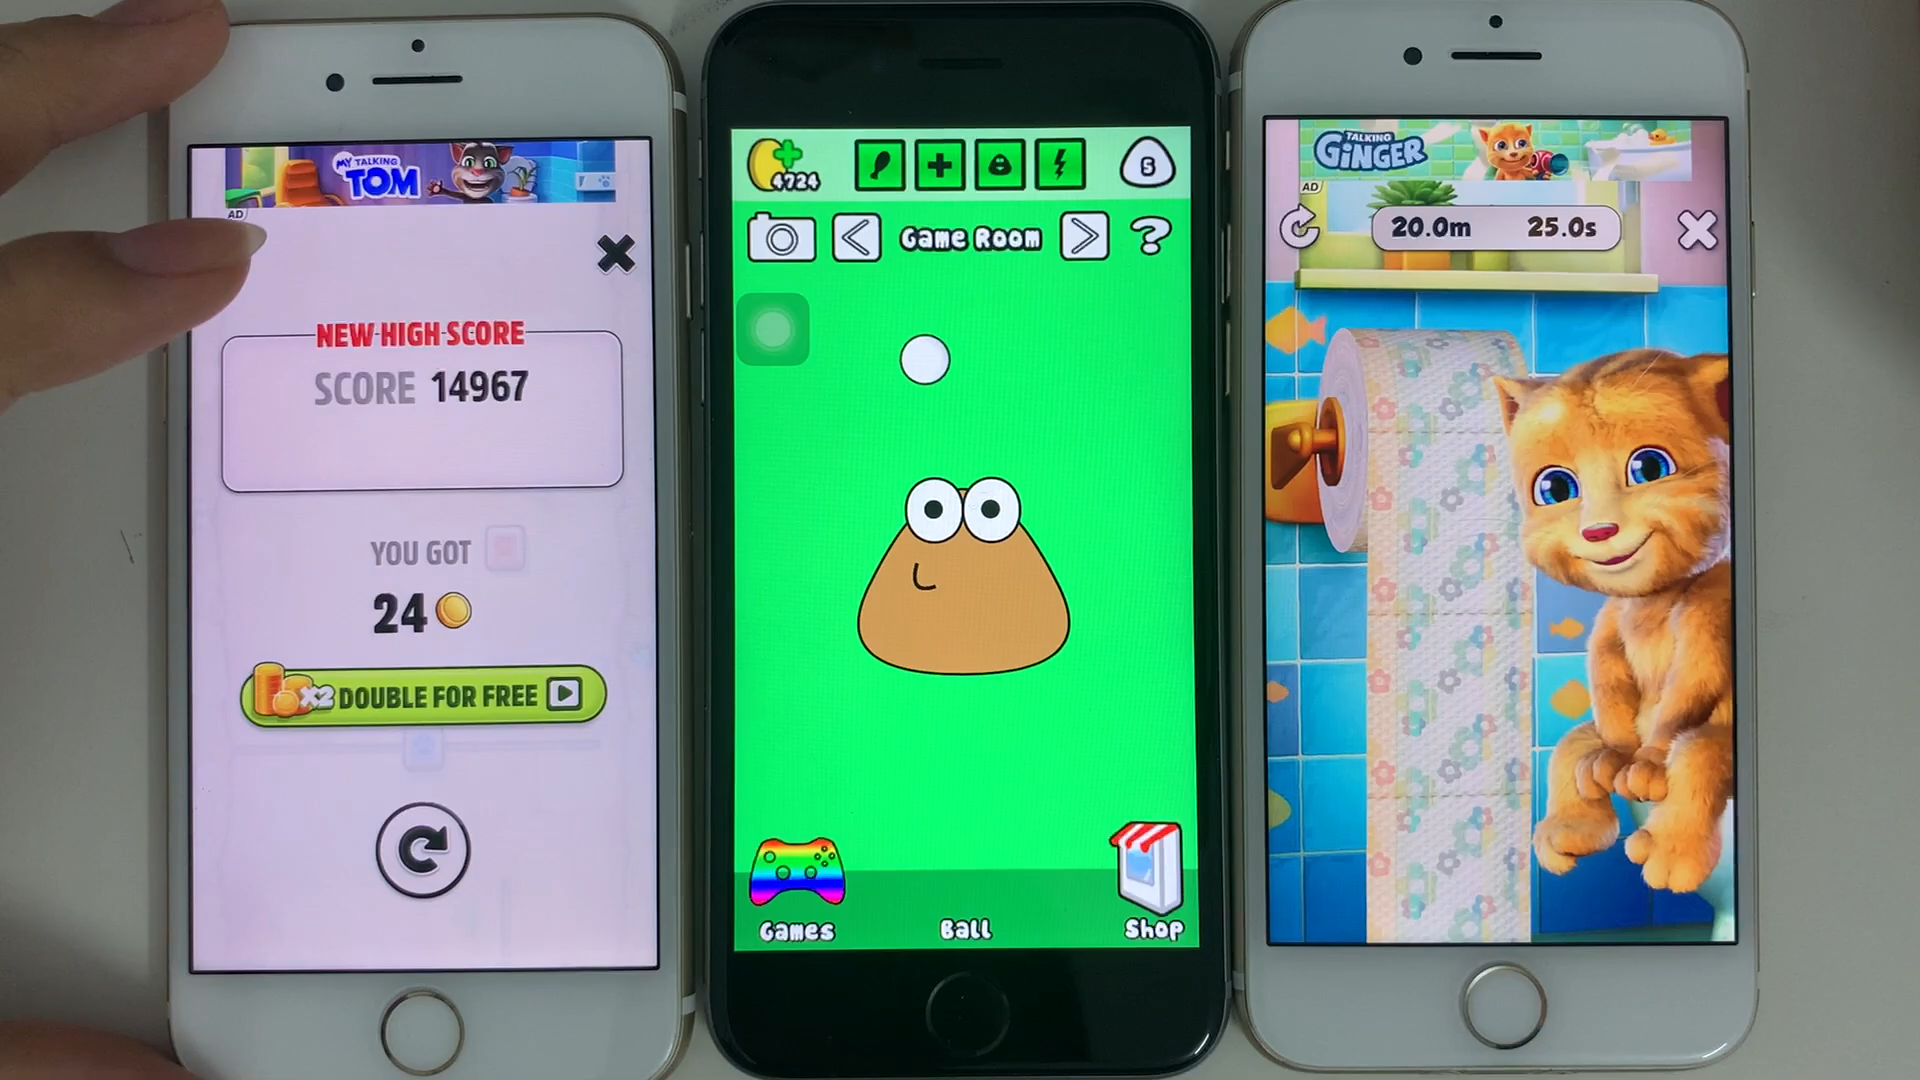 MY TALKING
TOM
AD
NEW HIGH SCORE
SCORE 14967
YOU GOT
24
X2 DOUBLE FOR FREE
4724
5
Game Room
?
Games
Ball
Shop
TALKING
GINGER
AD
20.0m 25.0s